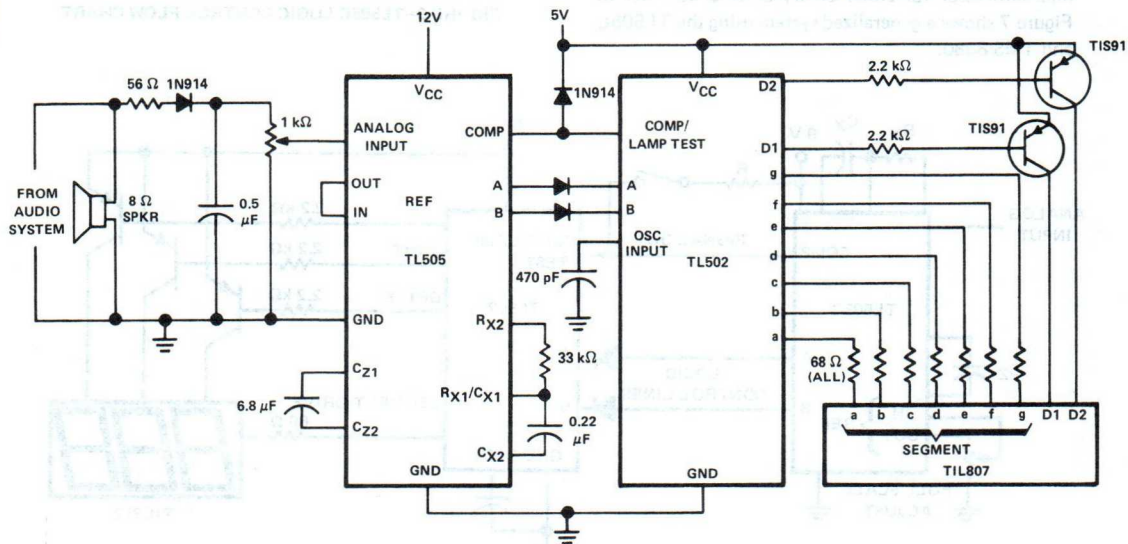 12V
5V
TIS91
56 Ω 1N914
2.2 kΩ
1N914
VCC
VCC
D2
1 kΩ
ANALOG
INPUT
COMP
COMP/
LAMP TEST
2.2 kΩ
TIS91
D1
g
OUT
IN
REF
A
B
A
B
f
FROM
AUDIO
SYSTEM
8 Ω
SPKR
0.5
μF
e
OSC
INPUT
TL505
TL502
d
470 pF
c
b
a
GND
RX2
33 kΩ
68 Ω
(ALL)
CZ1
6.8 μF
CZ2
RX1/CX1
0.22
μF
CX2
a b c d e f g D1 D2
SEGMENT
TIL807
GND
GND